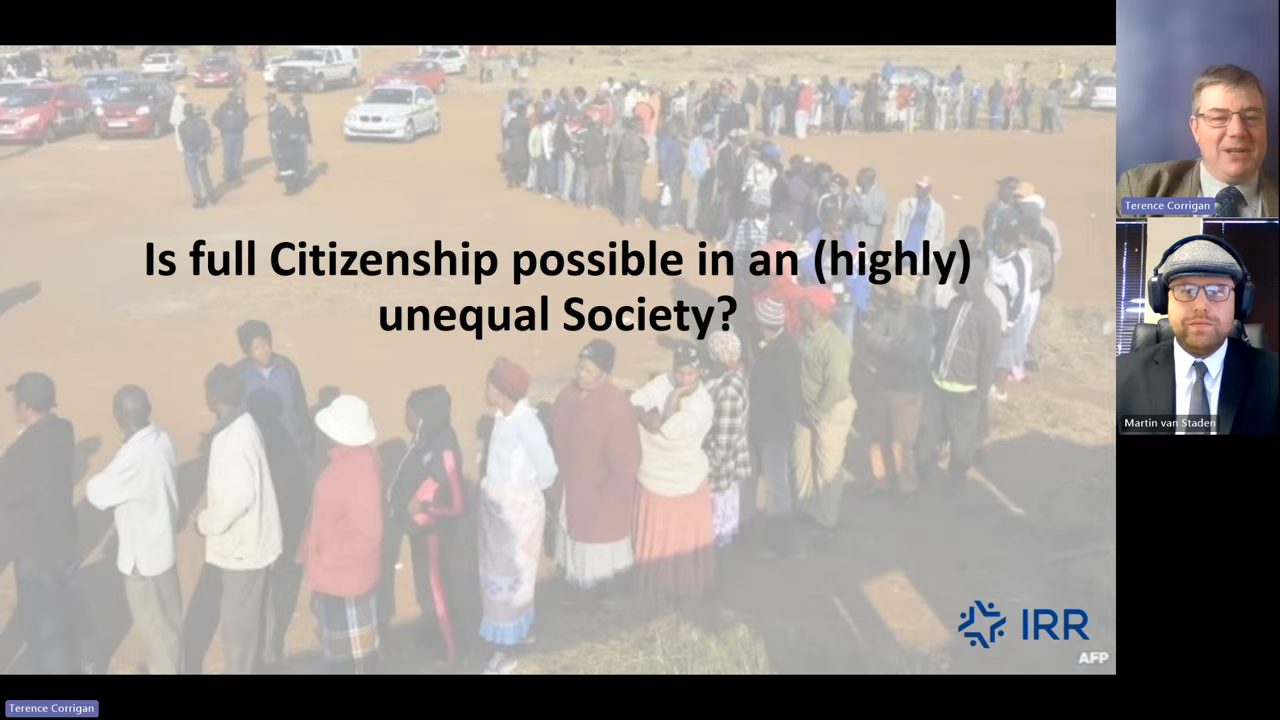 Is full Citizenship possible in an (highly)
unequal Society?
IRR
AFP
Terence Corrigan
Martin van Staden
Terence Corrigan